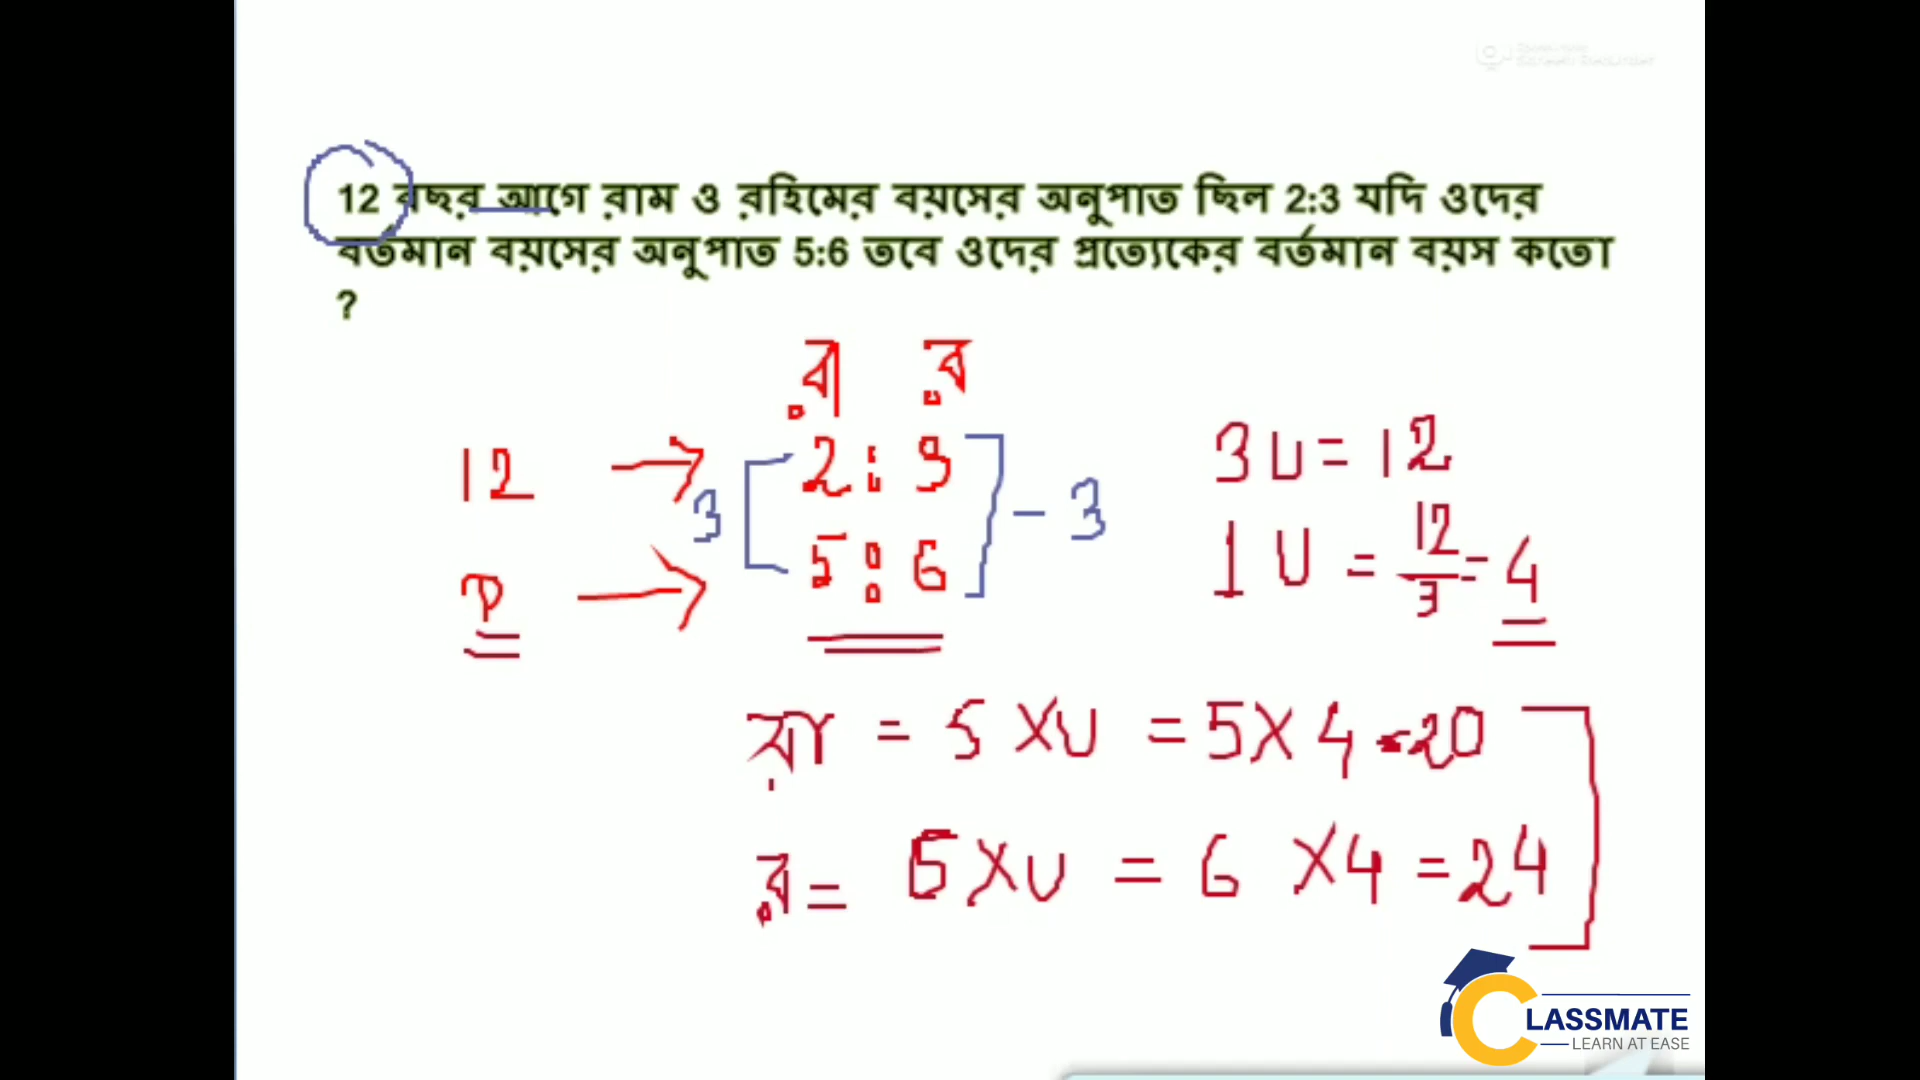 12 বছর আগে রাম ও রহিমের বয়সের অনুপাত ছিল 2:3 যদি ওদের
বর্তমান বয়সের অনুপাত 5:6 তবে ওদের প্রত্যেকের বর্তমান বয়স কতো
?
রা র
12 → 3 2 : 3 - 3
? → 5 : 6
3U = 12
1U = 12/3 = 4
রা = 5 X U = 5 X 4 = 20
র = 6 X U = 6 X 4 = 24
CLASSMATE
LEARN AT EASE